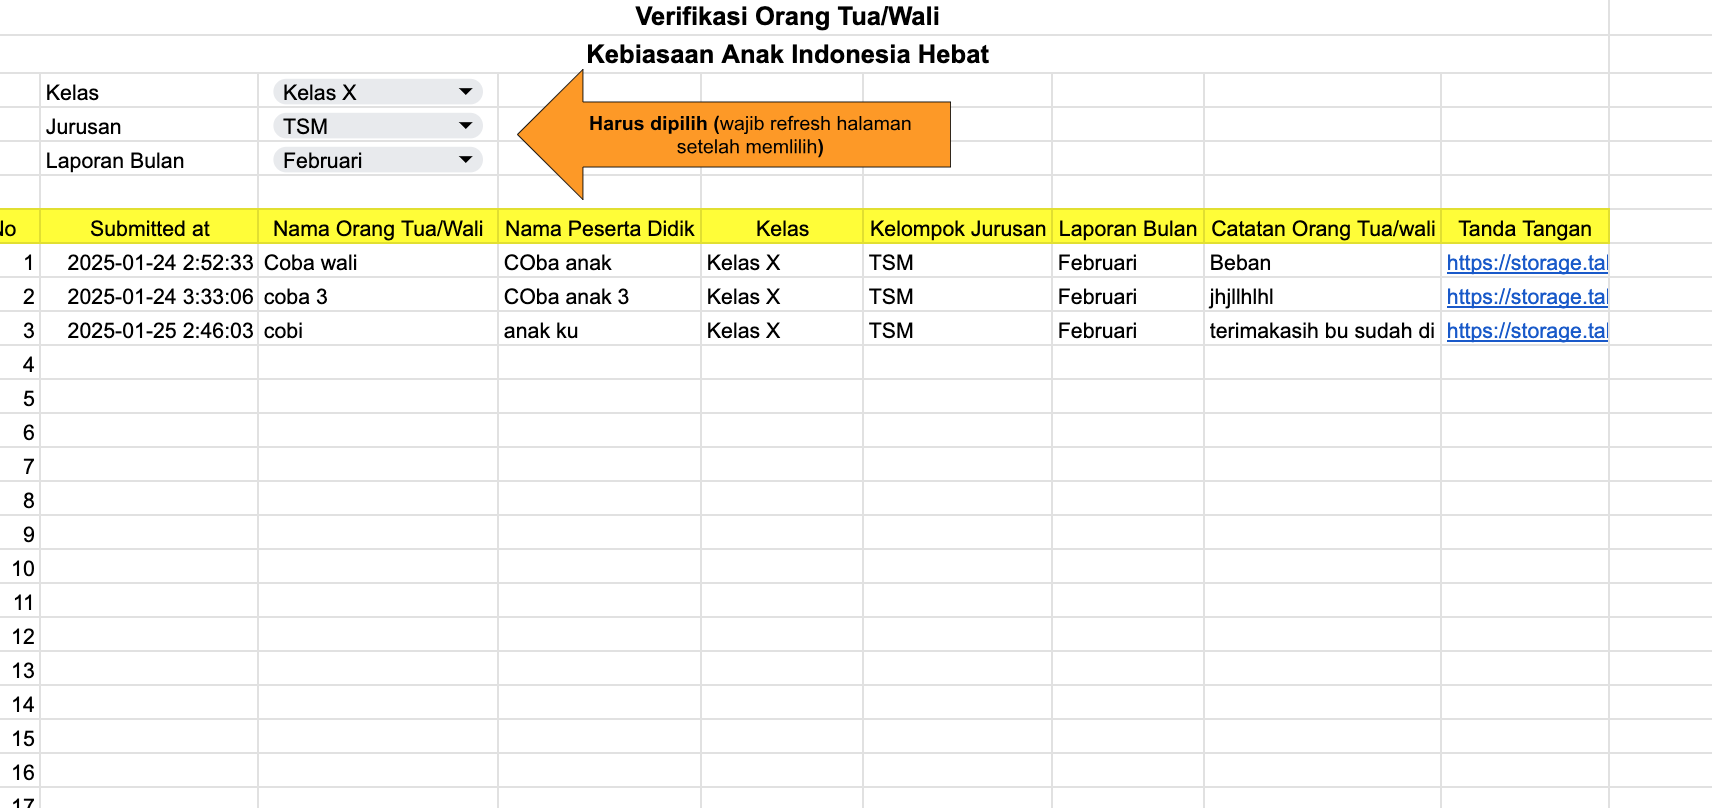 Verifikasi Orang Tua/Wali
Kebiasaan Anak Indonesia Hebat
Kelas Kelas X
Jurusan TSM
Laporan Bulan Februari
Harus dipilih (wajib refresh halaman
setelah memlilih)
No Submitted at Nama Orang Tua/Wali Nama Peserta Didik Kelas Kelompok Jurusan Laporan Bulan Catatan Orang Tua/wali Tanda Tangan
1 2025-01-24 2:52:33 Coba wali COba anak Kelas X TSM Februari Beban https://storage.tal
2 2025-01-24 3:33:06 coba 3 COba anak 3 Kelas X TSM Februari jhjllhlhl https://storage.tal
3 2025-01-25 2:46:03 cobi anak ku Kelas X TSM Februari terimakasih bu sudah di https://storage.tal
4
5
6
7
8
9
10
11
12
13
14
15
16
17